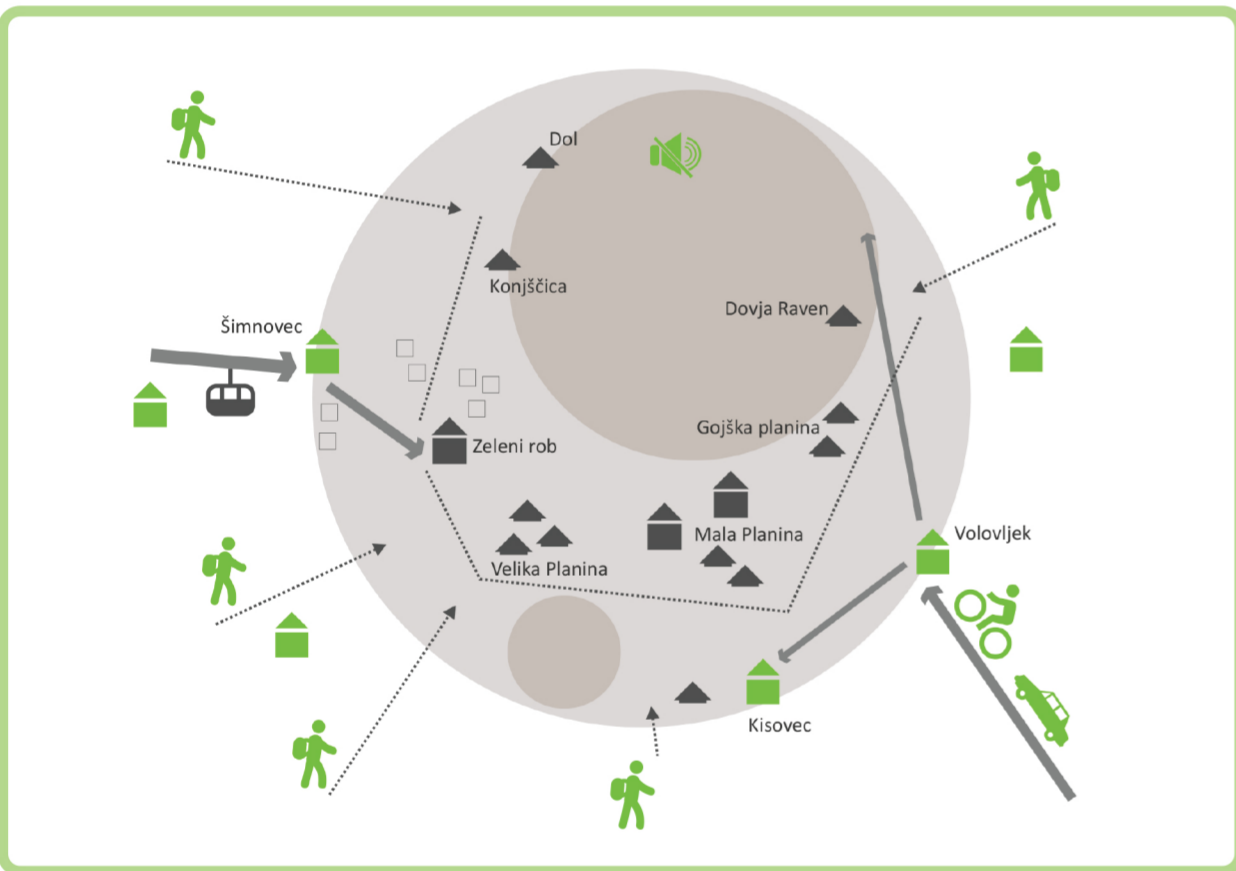 Dol
Konjščica
Šimnovec
Dovja Raven
Gojška planina
Zeleni rob
Mala Planina
Volovljek
Velika Planina
Kisovec